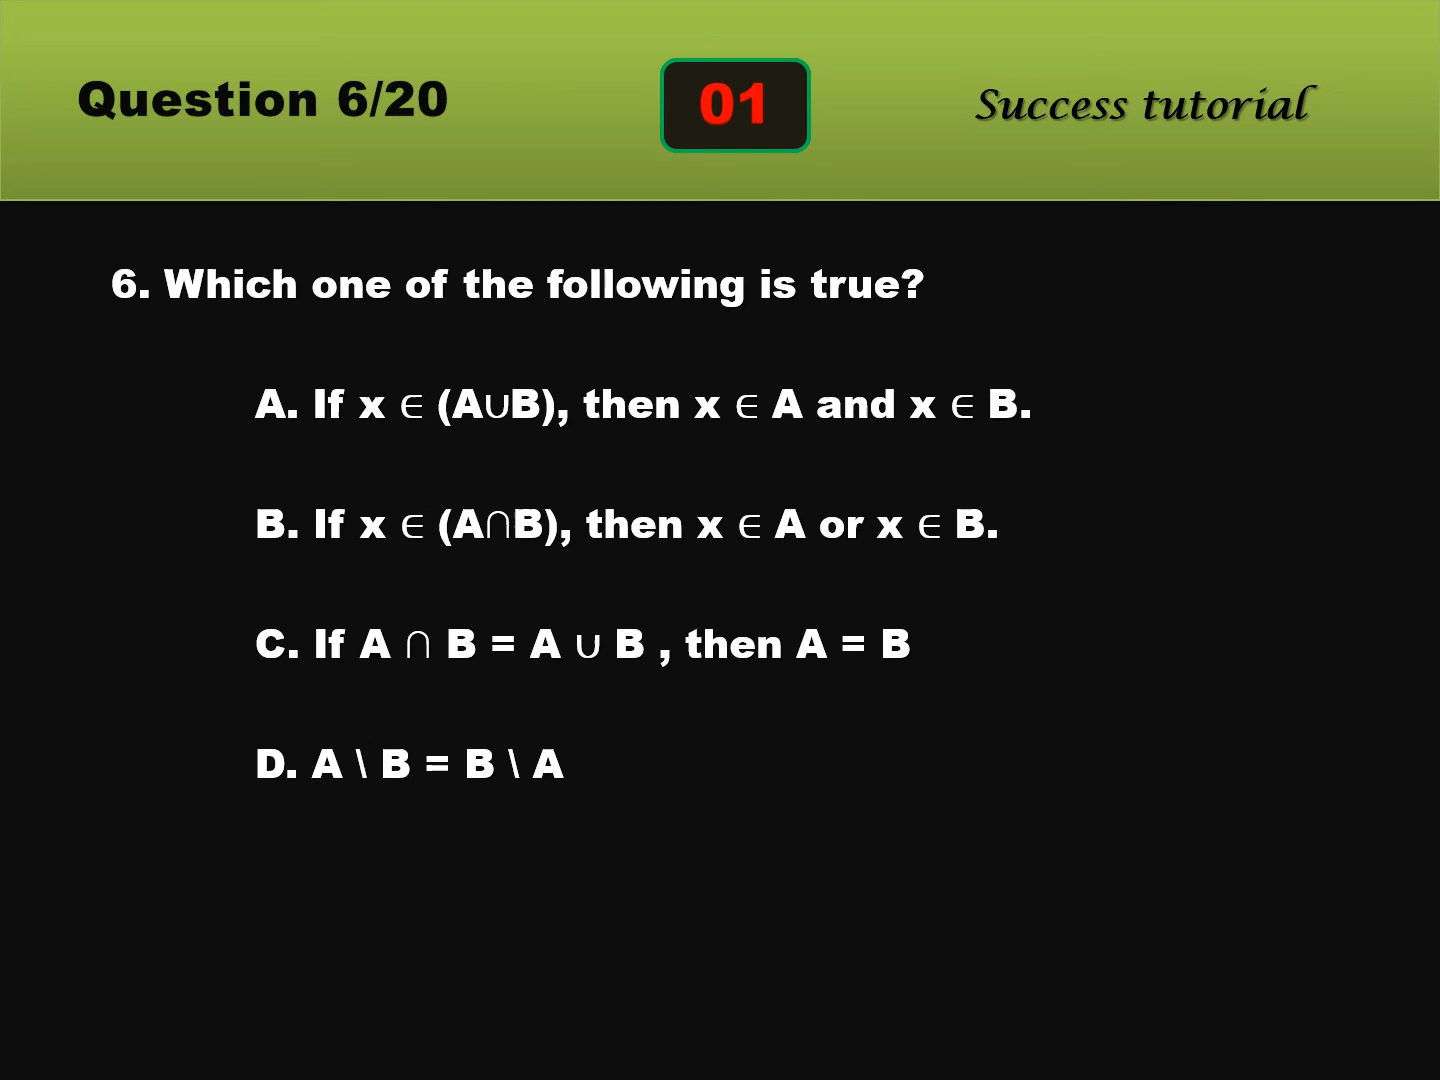 Question 6/20
01
Success tutorial
6. Which one of the following is true?
A. If x ∈ (A∪B), then x ∈ A and x ∈ B.
B. If x ∈ (A∩B), then x ∈ A or x ∈ B.
C. If A ∩ B = A ∪ B , then A = B
D. A \ B = B \ A